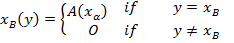 x_B(y) = { A(x_α) if y = x_B
O if y ≠ x_B